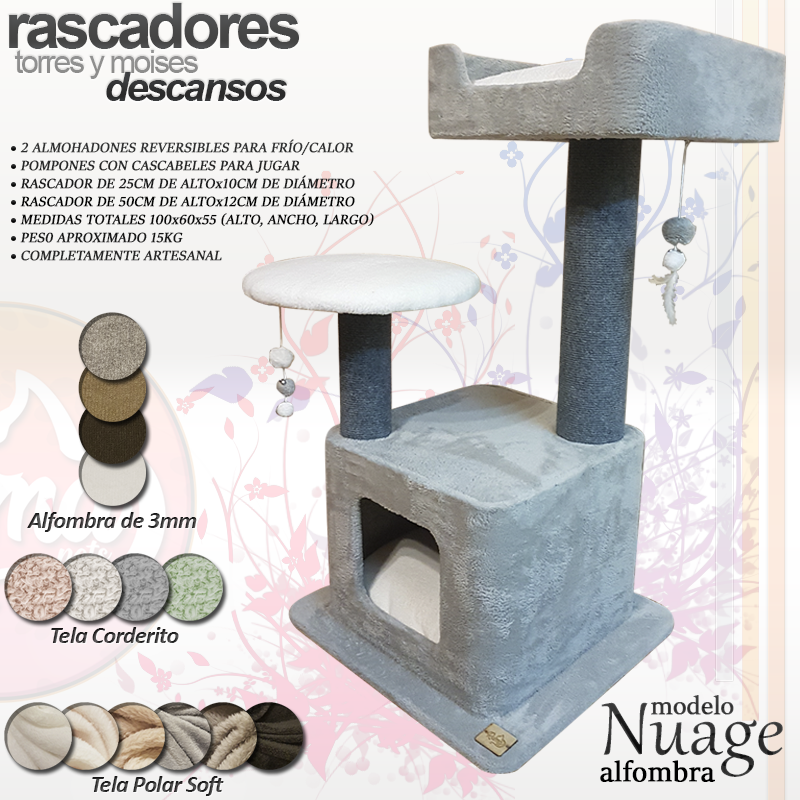 rascadores
torres y moises
descansos
• 2 ALMOHADONES REVERSIBLES PARA FRÍO/CALOR
• POMPONES CON CASCABELES PARA JUGAR
• RASCADOR DE 25CM DE ALTOx10CM DE DIÁMETRO
• RASCADOR DE 50CM DE ALTOx12CM DE DIÁMETRO
• MEDIDAS TOTALES 100x60x55 (ALTO, ANCHO, LARGO)
• PESO APROXIMADO 15KG
• COMPLETAMENTE ARTESANAL
Alfombra de 3mm
Tela Corderito
Tela Polar Soft
modelo
Nuage
alfombra